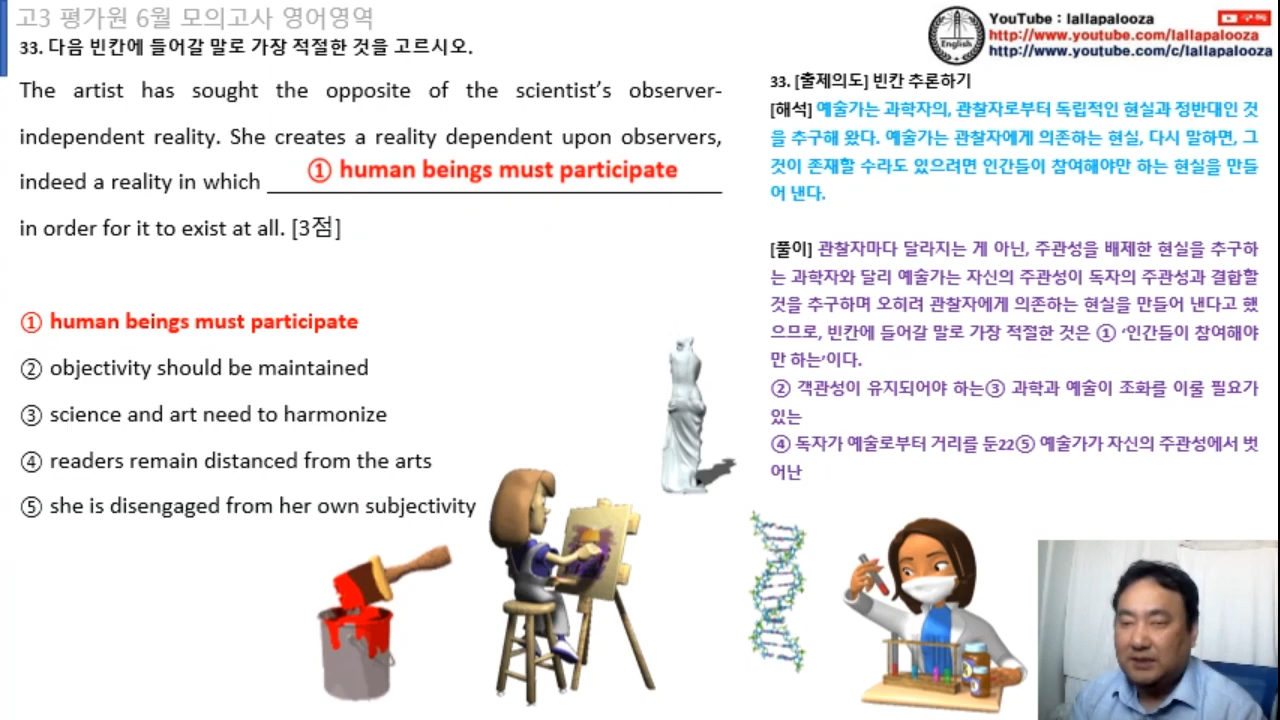 고3 평가원 6월 모의고사 영어영역
33. 다음 빈칸에 들어갈 말로 가장 적절한 것을 고르시오.
The artist has sought the opposite of the scientist's observer-
independent reality. She creates a reality dependent upon observers,
① human beings must participate
indeed a reality in which
in order for it to exist at all. [3점]
① human beings must participate
② objectivity should be maintained
③ science and art need to harmonize
④ readers remain distanced from the arts
⑤ she is disengaged from her own subjectivity
English
YouTube : lallapalooza
구독
http://www.youtube.com/lallapalooza
http://www.youtube.com/c/lallapalooza
33. [출제의도] 빈칸 추론하기
[해석] 예술가는 과학자의, 관찰자로부터 독립적인 현실과 정반대인 것
을 추구해 왔다. 예술가는 관찰자에게 의존하는 현실, 다시 말하면, 그
것이 존재할 수라도 있으려면 인간들이 참여해야만 하는 현실을 만들
어 낸다.
[풀이] 관찰자마다 달라지는 게 아닌, 주관성을 배제한 현실을 추구하
는 과학자와 달리 예술가는 자신의 주관성이 독자의 주관성과 결합할
것을 추구하며 오히려 관찰자에게 의존하는 현실을 만들어 낸다고 했
으므로, 빈칸에 들어갈 말로 가장 적절한 것은 ① ‘인간들이 참여해야
만 하는’이다.
② 객관성이 유지되어야 하는③ 과학과 예술이 조화를 이룰 필요가
있는
④ 독자가 예술로부터 거리를 둔22⑤ 예술가가 자신의 주관성에서 벗
어난